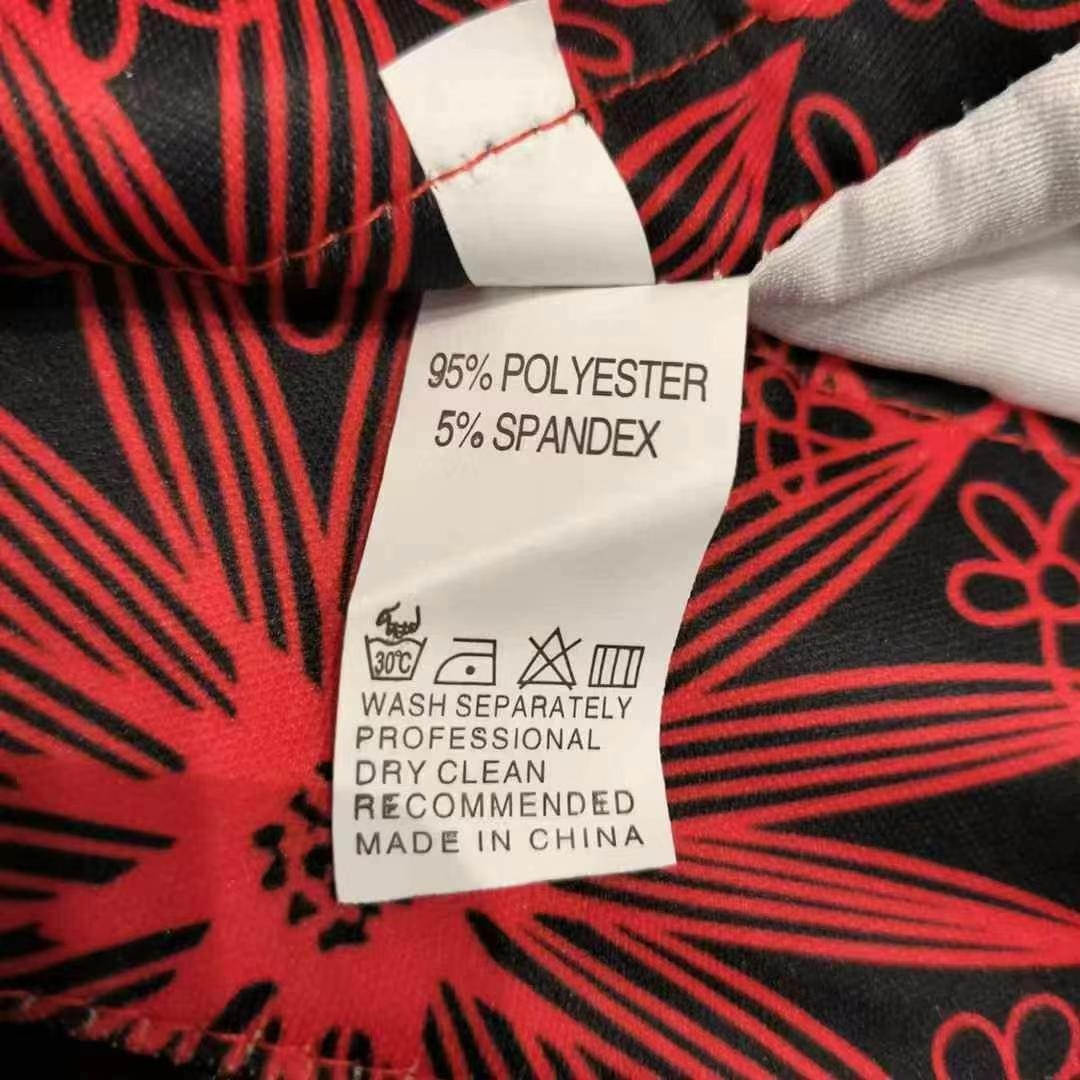 95% POLYESTER
5% SPANDEX
30°C
WASH SEPARATELY
PROFESSIONAL
DRY CLEAN
RECOMMENDED
MADE IN CHINA